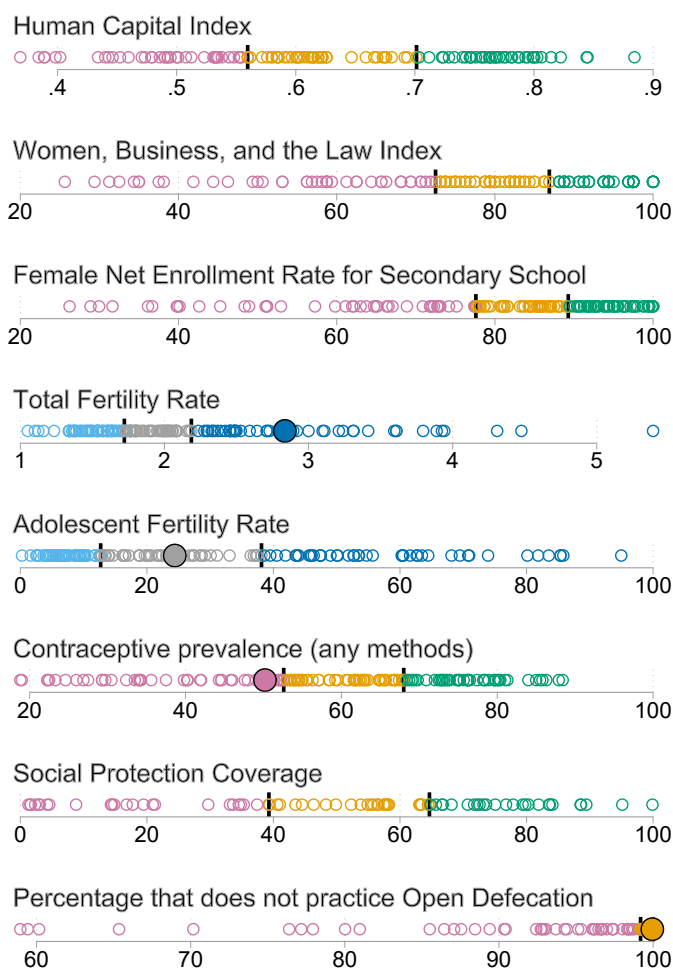 Human Capital Index
.4 .5 .6 .7 .8 .9
Women, Business, and the Law Index
20 40 60 80 100
Female Net Enrollment Rate for Secondary School
20 40 60 80 100
Total Fertility Rate
1 2 3 4 5
Adolescent Fertility Rate
0 20 40 60 80 100
Contraceptive prevalence (any methods)
20 40 60 80 100
Social Protection Coverage
0 20 40 60 80 100
Percentage that does not practice Open Defecation
60 70 80 90 100